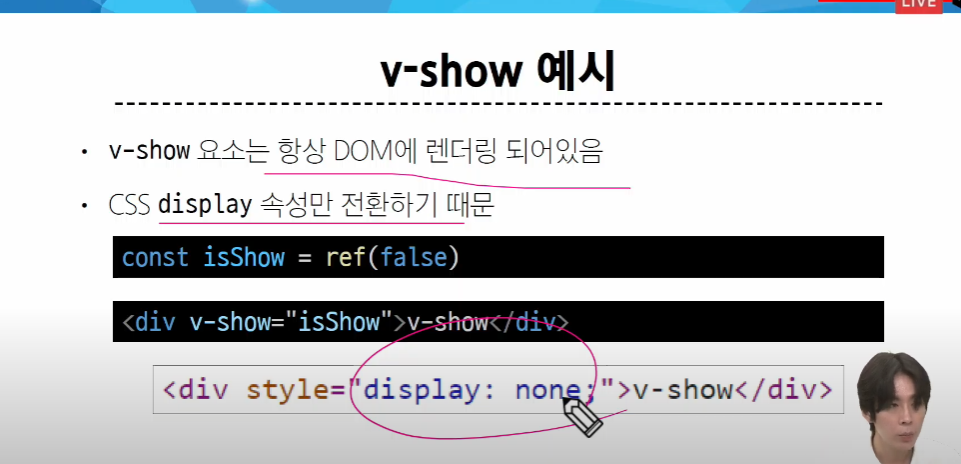 LIVE
v-show 예시
• v-show 요소는 항상 DOM에 렌더링 되어있음
• CSS display 속성만 전환하기 때문
const isShow = ref(false)
<div v-show="isShow">v-show</div>
<div style="display: none;">v-show</div>